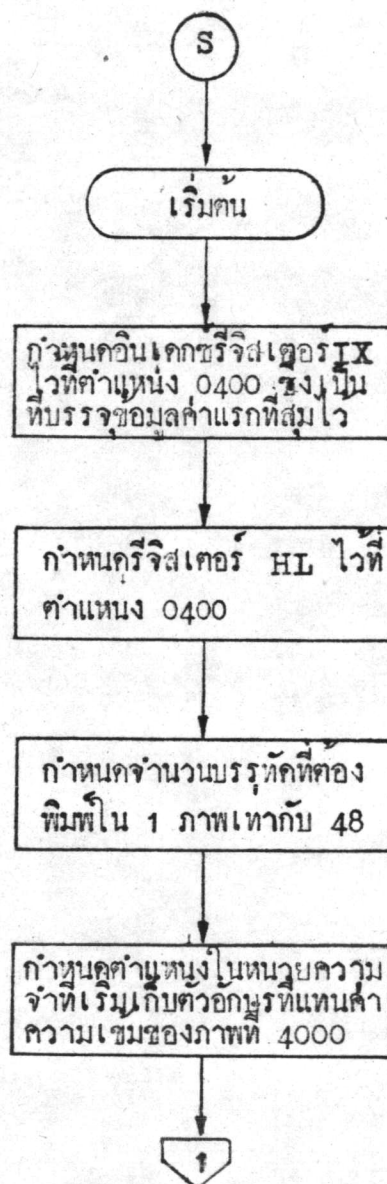 S
เริ่มต้น
กำหนดอินเดกซ์รีจิสเตอร์ IX
ไว้ที่ตำแหน่ง 0400 ซึ่งเป็น
ที่บรรจุข้อมูลค่าแรกที่สุ่มไว้
กำหนดรีจิสเตอร์ HL ไว้ที่
ตำแหนง 0400
กำหนดจำนวนบรรทัดที่ต้อง
พิมพ์ใน 1 ภาพเทากับ 48
กำหนดตำแหนงในหนวยความ
จำที่เริ่มเก็บตัวอักษรที่แทนคา
ความเข้มของภาพที่ 4000
1